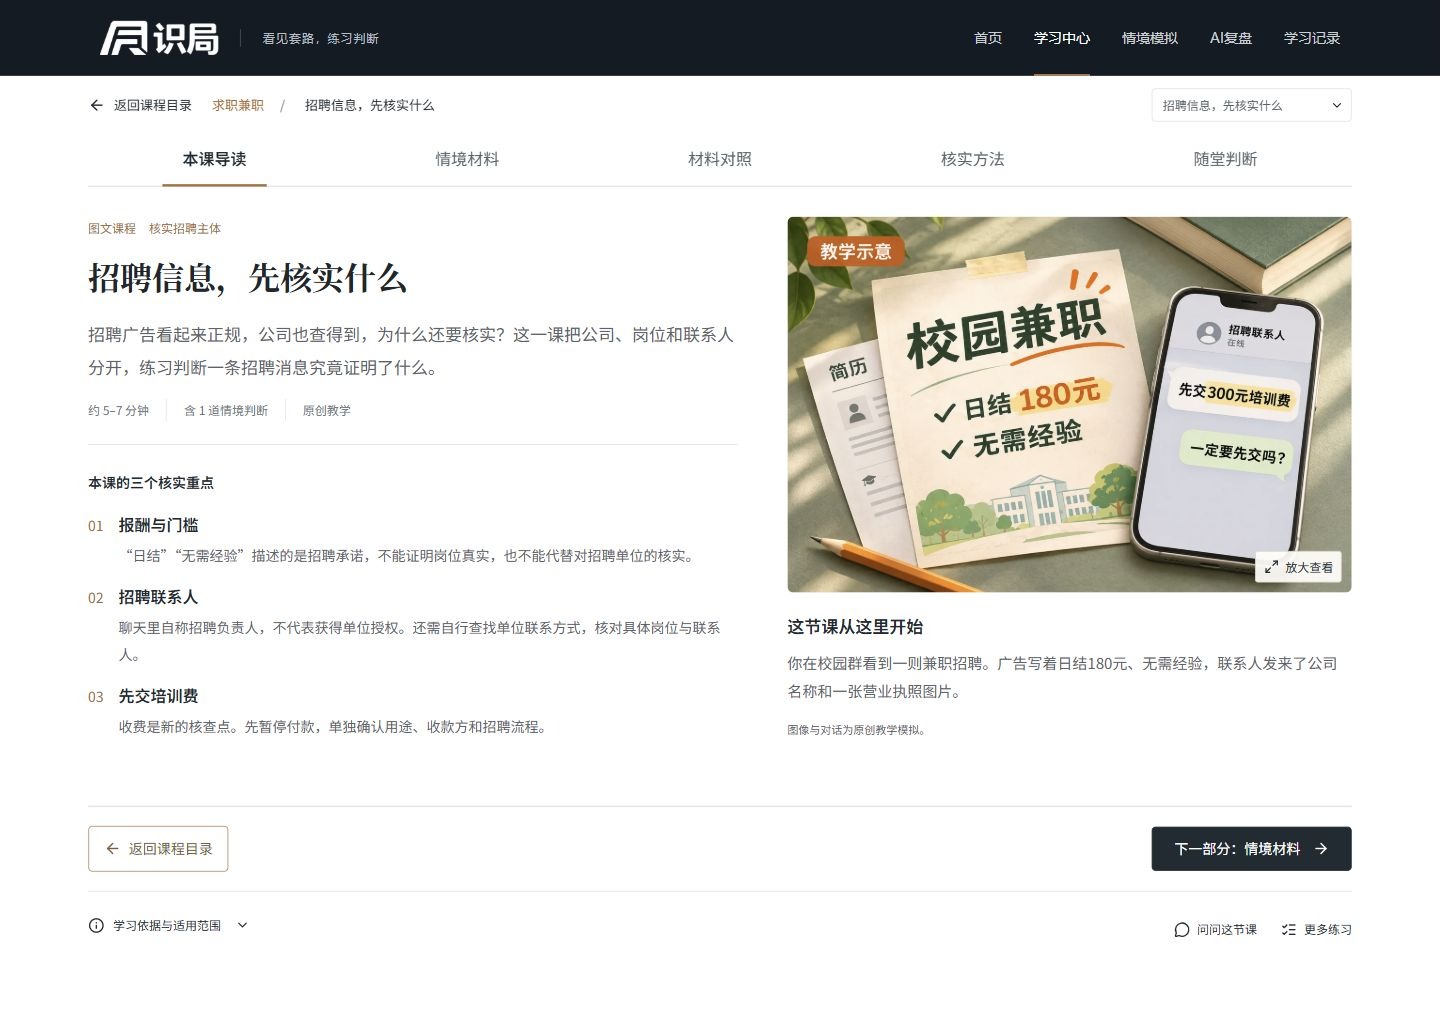 识局
看见套路，练习判断
首页
学习中心
情境模拟
AI复盘
学习记录
返回课程目录
求职兼职 / 招聘信息，先核实什么
招聘信息，先核实什么
本课导读
情境材料
材料对照
核实方法
随堂判断
图文课程 核实招聘主体
招聘信息，先核实什么
招聘广告看起来正规，公司也查得到，为什么还要核实？这一课把公司、岗位和联系人
分开，练习判断一条招聘消息究竟证明了什么。
约 5–7 分钟
含 1 道情境判断
原创教学
本课的三个核实重点
01 报酬与门槛
“日结”“无需经验”描述的是招聘承诺，不能证明岗位真实，也不能代替对招聘单位的核实。
02 招聘联系人
聊天里自称招聘负责人，不代表获得单位授权。还需自行查找单位联系方式，核对具体岗位与联系
人。
03 先交培训费
收费是新的核查点。先暂停付款，单独确认用途、收款方和招聘流程。
教学示意
简历
校园兼职
日结180元
无需经验
招聘联系人
在线
先交300元培训费
一定要先交吗？
放大查看
这节课从这里开始
你在校园群看到一则兼职招聘。广告写着日结180元、无需经验，联系人发来了公司
名称和一张营业执照图片。
图像与对话为原创教学模拟。
返回课程目录
下一部分：情境材料
学习依据与适用范围
问问这节课
更多练习